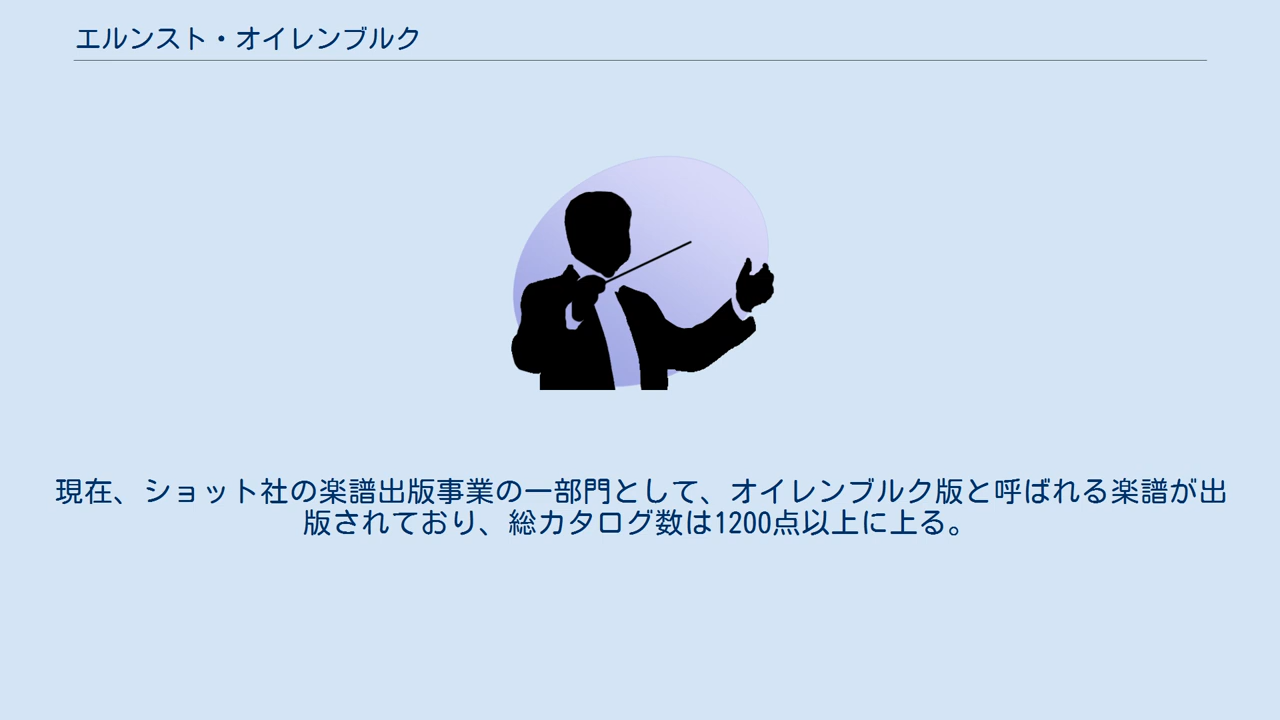 エルンスト・オイレンブルク
現在、ショット社の楽譜出版事業の一部門として、オイレンブルク版と呼ばれる楽譜が出
版されており、総カタログ数は1200点以上に上る。